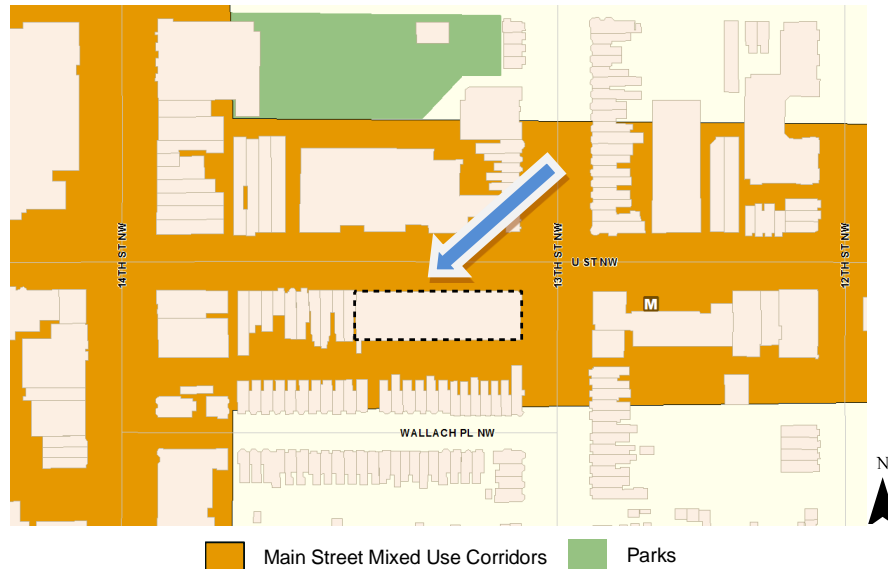 14TH ST NW
13TH ST NW
12TH ST NW
U ST NW
M
WALLACH PL NW
N
Main Street Mixed Use Corridors
Parks